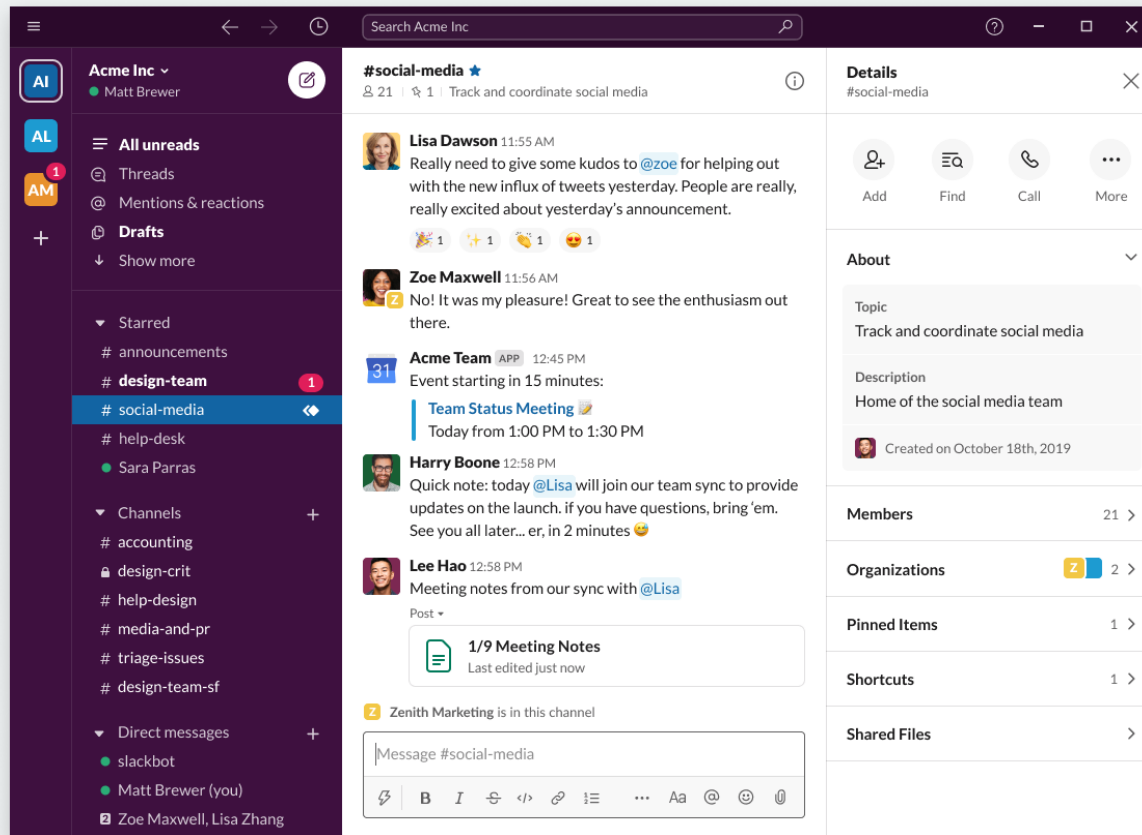 Search Acme Inc
AI
AL
AM
1
Acme Inc
Matt Brewer
All unreads
Threads
Mentions & reactions
Drafts
Show more
Starred
# announcements
# design-team 1
# social-media
# help-desk
Sara Parras
Channels +
# accounting
design-crit
# help-design
# media-and-pr
# triage-issues
# design-team-sf
Direct messages +
slackbot
Matt Brewer (you)
2 Zoe Maxwell, Lisa Zhang
#social-media
21 | 1 | Track and coordinate social media
Lisa Dawson 11:55 AM
Really need to give some kudos to @zoe for helping out
with the new influx of tweets yesterday. People are really,
really excited about yesterday’s announcement.
🎉 1 ✨ 1 👏 1 😍 1
Zoe Maxwell 11:56 AM
Z
No! It was my pleasure! Great to see the enthusiasm out
there.
31
Acme Team APP 12:45 PM
Event starting in 15 minutes:
Team Status Meeting 📝
Today from 1:00 PM to 1:30 PM
Harry Boone 12:58 PM
Quick note: today @Lisa will join our team sync to provide
updates on the launch. if you have questions, bring ‘em.
See you all later... er, in 2 minutes 😅
Lee Hao 12:58 PM
Meeting notes from our sync with @Lisa
Post
1/9 Meeting Notes
Last edited just now
Z Zenith Marketing is in this channel
Message #social-media
B I S </> Aa @
Details
#social-media
Add Find Call More
About
Topic
Track and coordinate social media
Description
Home of the social media team
Created on October 18th, 2019
Members 21
Organizations Z 2
Pinned Items 1
Shortcuts 1
Shared Files